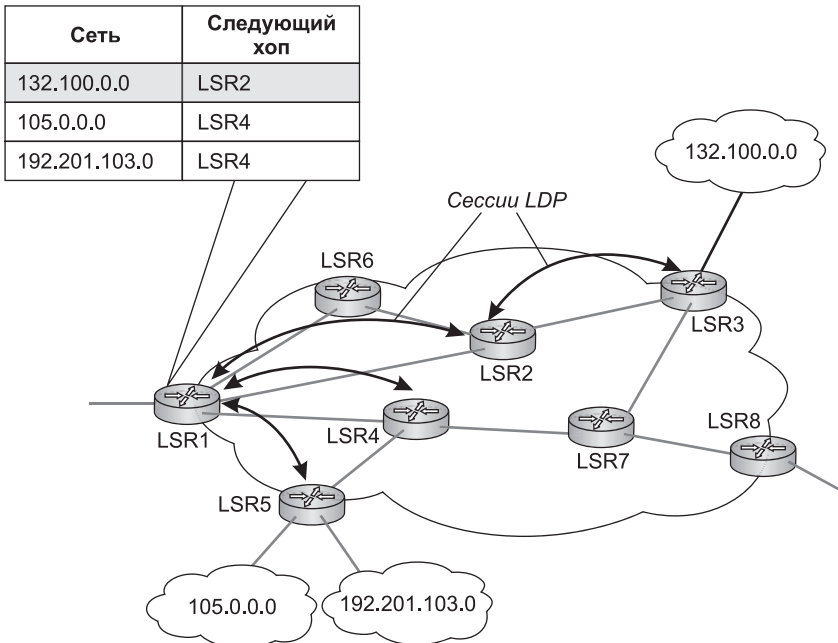 Сеть
Следующий
хоп
132.100.0.0
LSR2
105.0.0.0
LSR4
192.201.103.0
LSR4
132.100.0.0
Сессии LDP
LSR6
LSR3
LSR2
LSR8
LSR1
LSR4
LSR7
LSR5
105.0.0.0
192.201.103.0